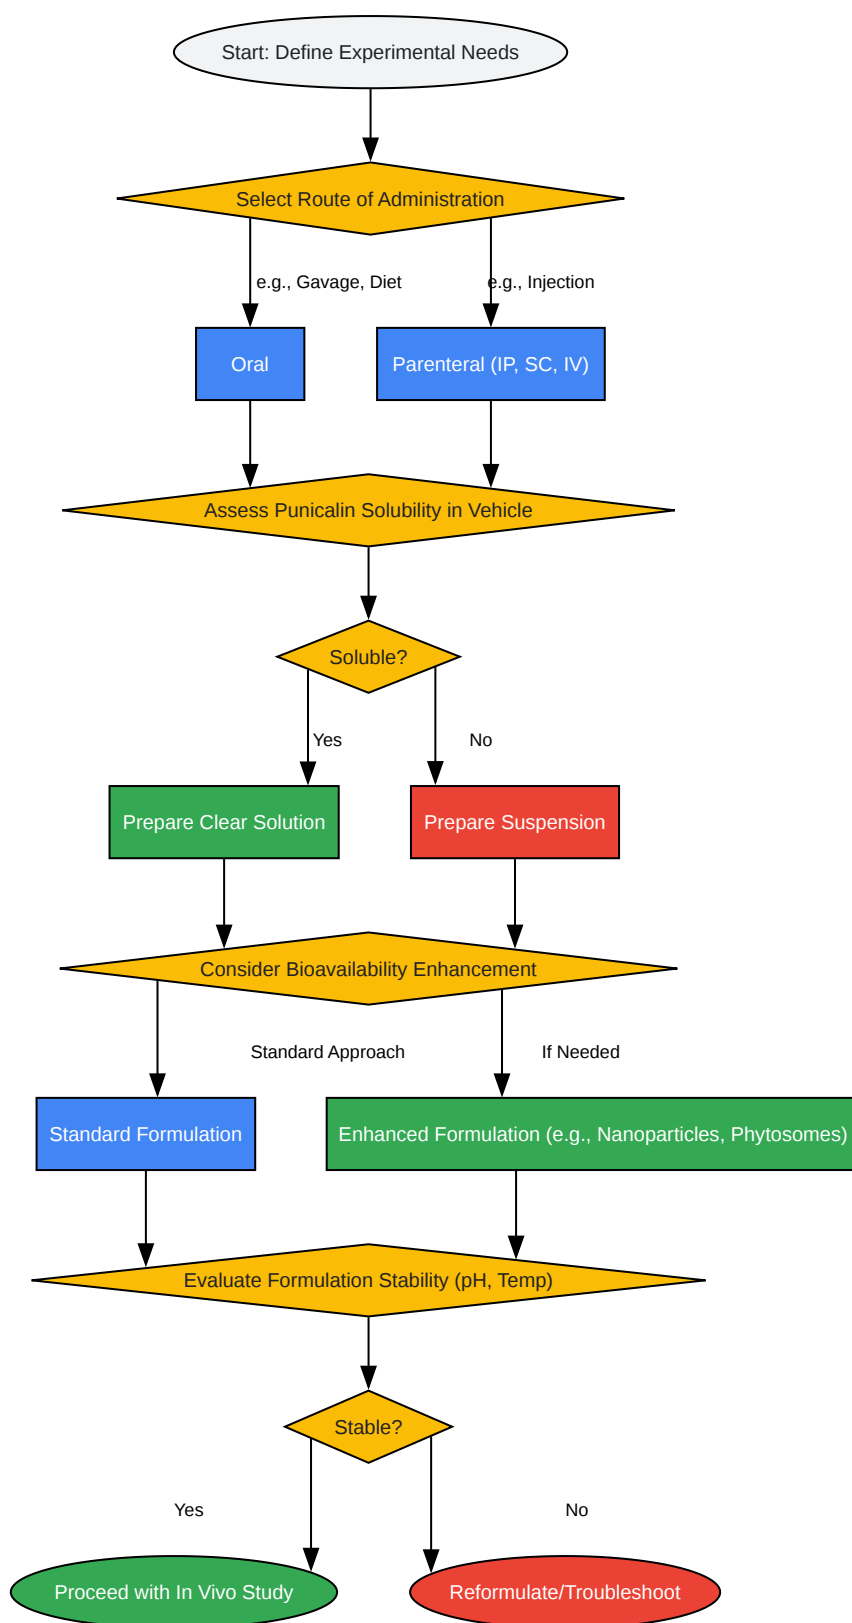 Start: Define Experimental Needs
Select Route of Administration
e.g., Gavage, Diet
e.g., Injection
Oral
Parenteral (IP, SC, IV)
Assess Punicalin Solubility in Vehicle
Soluble?
Yes
No
Prepare Clear Solution
Prepare Suspension
Consider Bioavailability Enhancement
Standard Approach
If Needed
Standard Formulation
Enhanced Formulation (e.g., Nanoparticles, Phytosomes)
Evaluate Formulation Stability (pH, Temp)
Stable?
Yes
No
Proceed with In Vivo Study
Reformulate/Troubleshoot